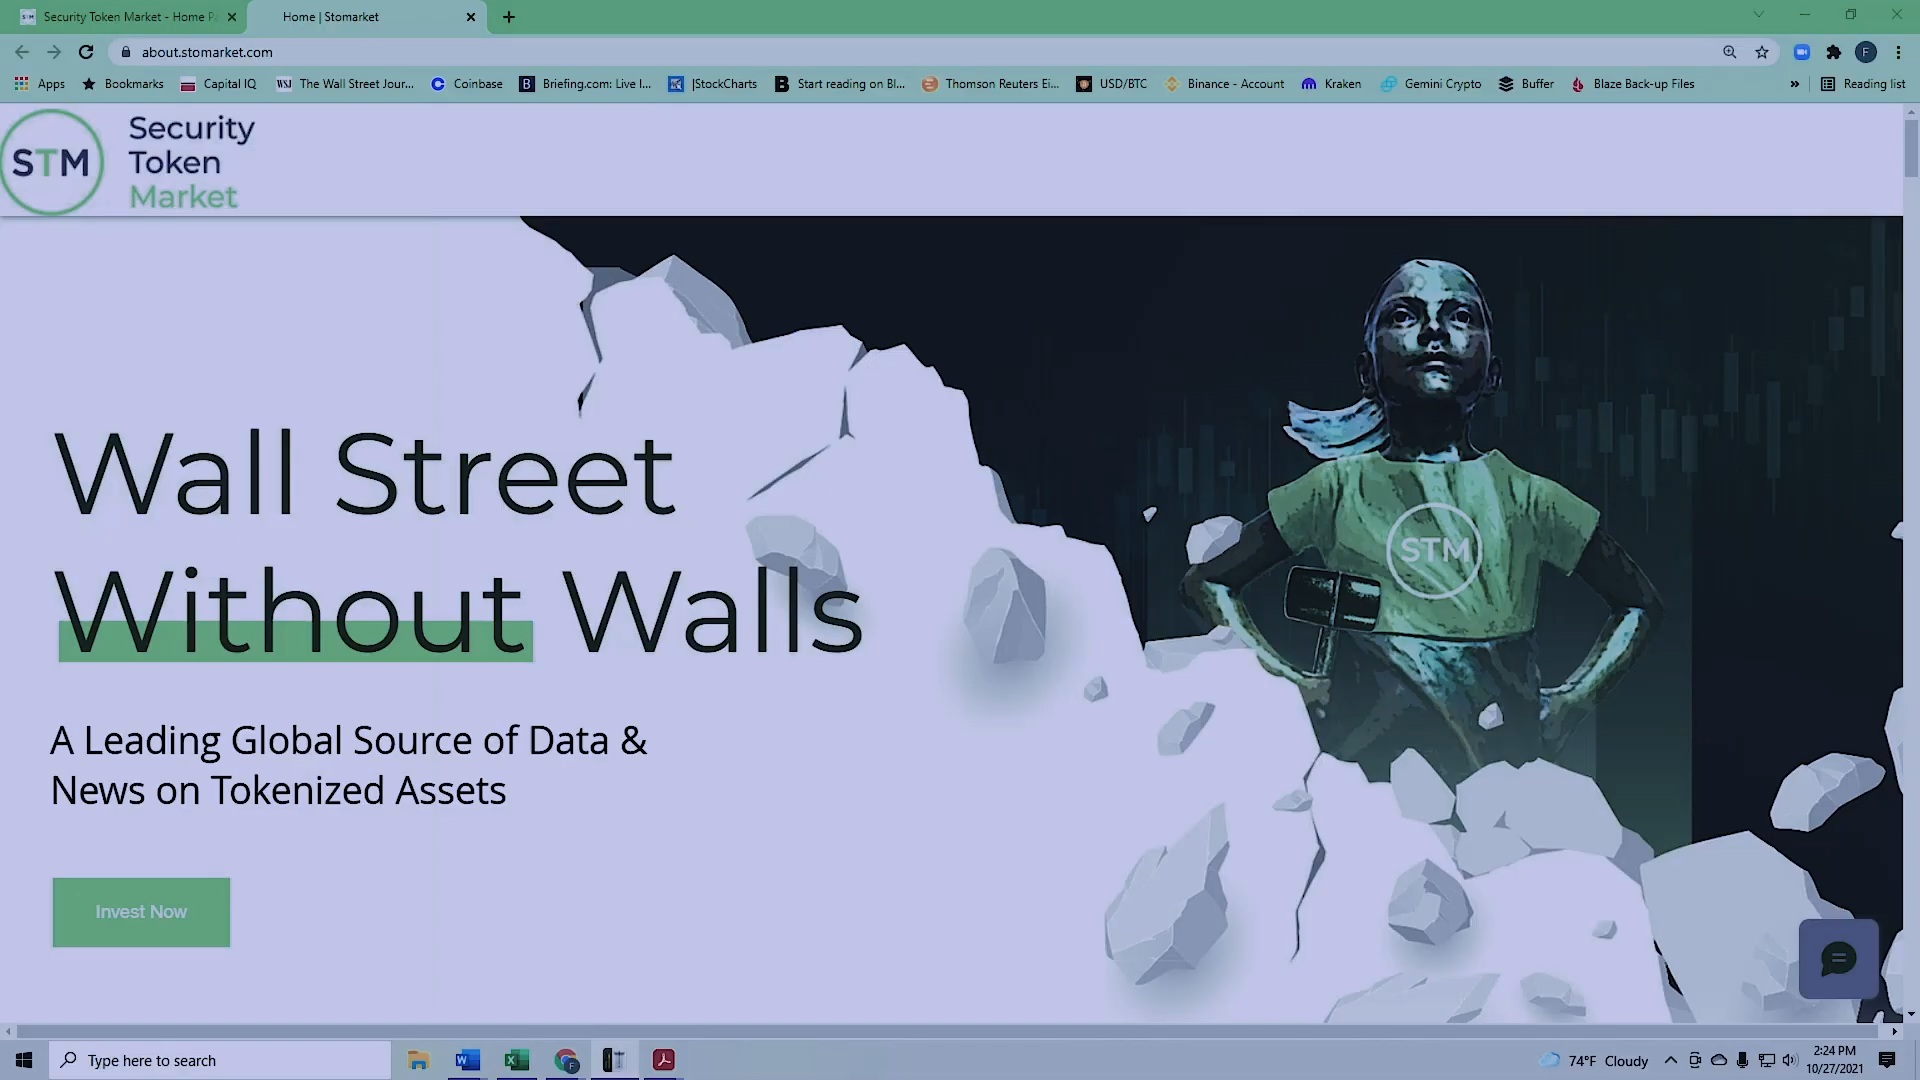 Security Token Market - Home P
Home | Stomarket
about.stomarket.com
F
Apps
Bookmarks
Capital IQ
WSJ
The Wall Street Jour...
Coinbase
B
Briefing.com: Live I...
|StockCharts
B
Start reading on Bl...
Thomson Reuters Ei...
USD/BTC
Binance - Account
Kraken
Gemini Crypto
Buffer
Blaze Back-up Files
»
Reading list
STM
Security
Token
Market
STM
Wall Street
Without Walls
A Leading Global Source of Data &
News on Tokenized Assets
Invest Now
Type here to search
74°F Cloudy
2:24 PM
10/27/2021